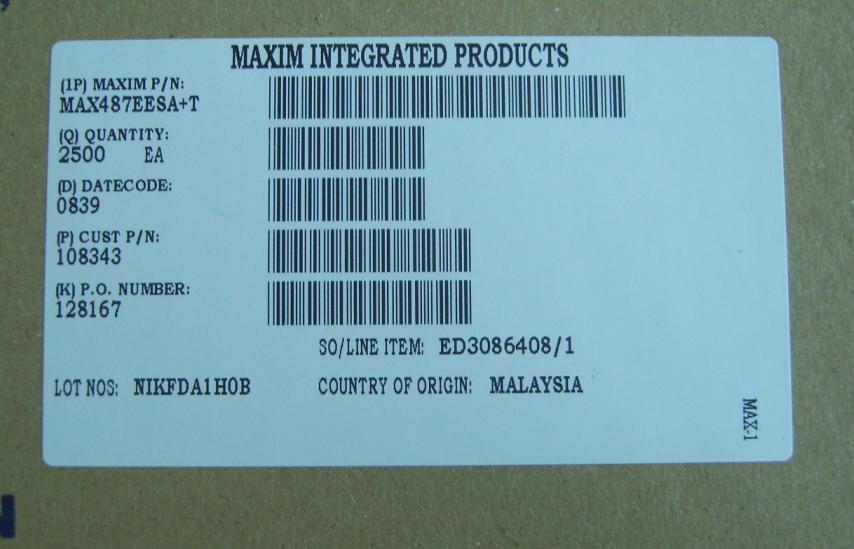 MAXIM INTEGRATED PRODUCTS
(1P) MAXIM P/N:
MAX487EESA+T
(Q) QUANTITY:
2500 EA
(D) DATECODE:
0839
(P) CUST P/N:
108343
(K) P.O. NUMBER:
128167
SO/LINE ITEM: ED3086408/1
LOT NOS: NIKFDA1H0B COUNTRY OF ORIGIN: MALAYSIA
MAX-1